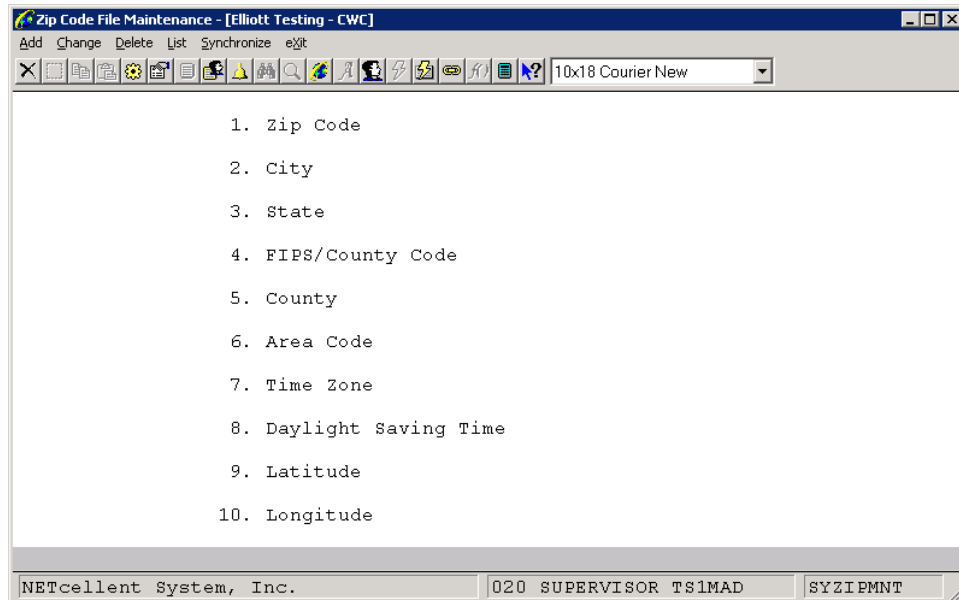 Zip Code File Maintenance - [Elliott Testing - CWC]
Add Change Delete List Synchronize eXit
10x18 Courier New
1. Zip Code
2. City
3. State
4. FIPS/County Code
5. County
6. Area Code
7. Time Zone
8. Daylight Saving Time
9. Latitude
10. Longitude
NETcellent System, Inc. 020 SUPERVISOR TS1MAD SYZIPMNT